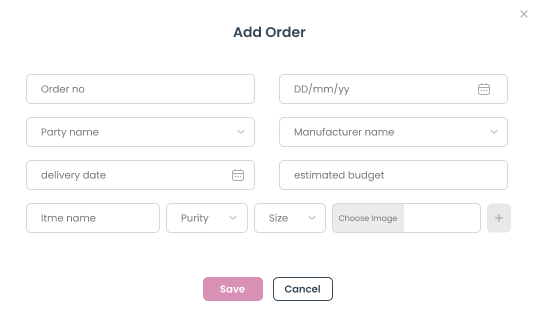 Add Order
Order no
DD/mm/yy
Party name
Manufacturer name
delivery date
estimated budget
Itme name
Purity
Size
Choose Image
Save
Cancel